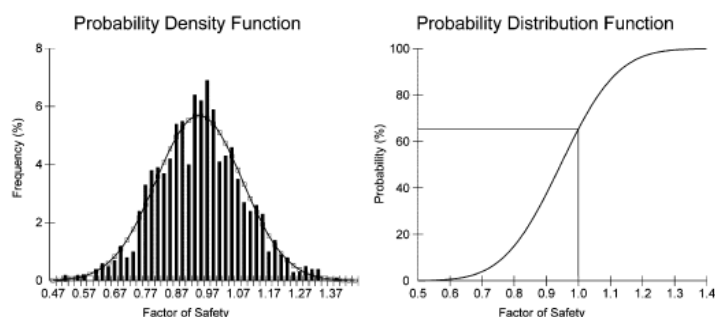 Probability Density Function
8
6
4
2
0
Frequency (%)
0.47 0.57 0.67 0.77 0.87 0.97 1.07 1.17 1.27 1.37
Factor of Safety
Probability Distribution Function
100
80
60
40
20
0
Probability (%)
0.5 0.6 0.7 0.8 0.9 1.0 1.1 1.2 1.3 1.4
Factor of Safety